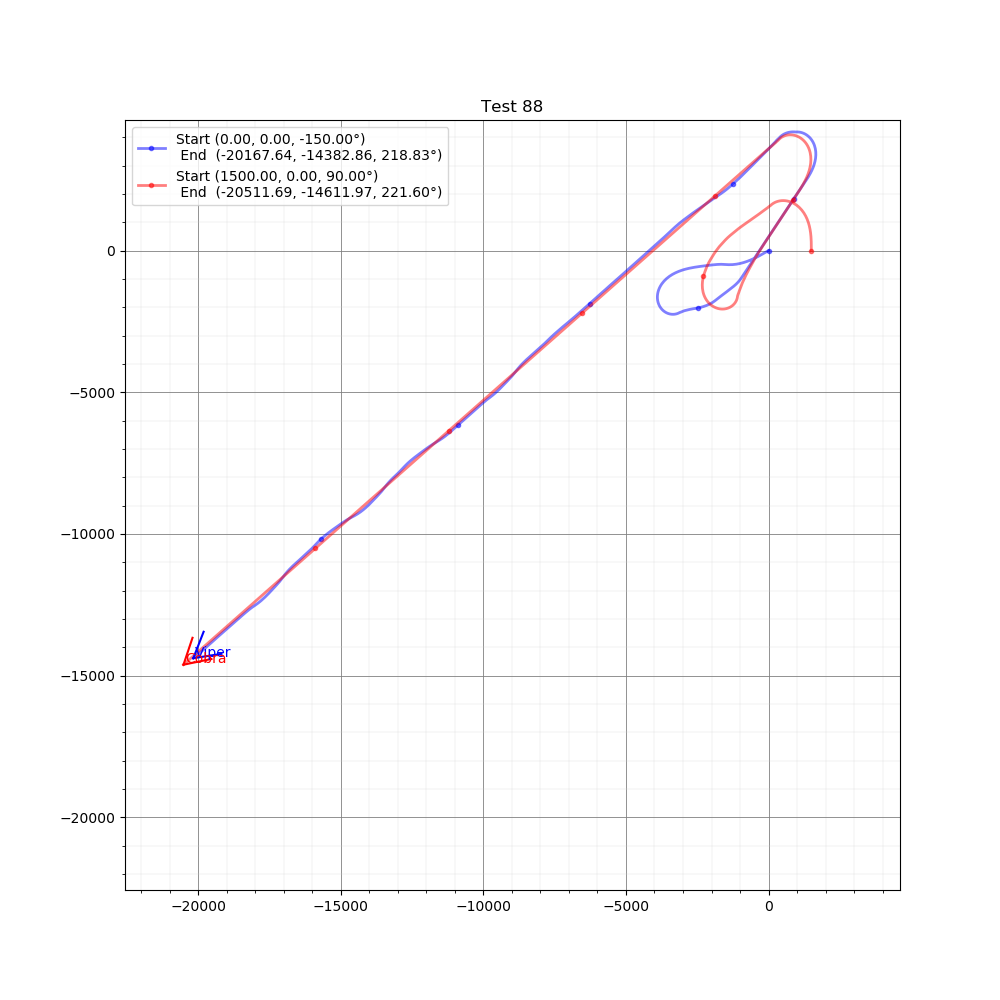 Test 88
Start (0.00, 0.00, -150.00°)
End (-20167.64, -14382.86, 218.83°)
Start (1500.00, 0.00, 90.00°)
End (-20511.69, -14611.97, 221.60°)
0
−5000
−10000
−15000
−20000
Viper
Cobra
−20000 −15000 −10000 −5000 0